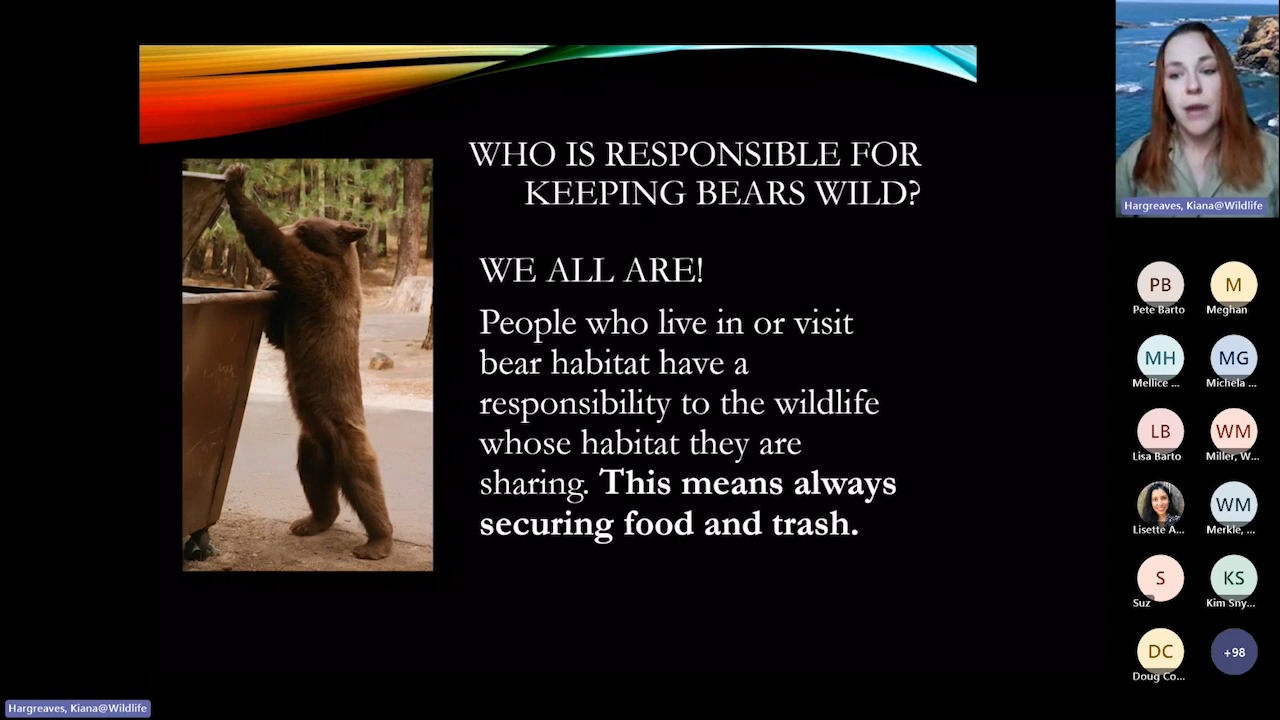 WHO IS RESPONSIBLE FOR
KEEPING BEARS WILD?
WE ALL ARE!
People who live in or visit
bear habitat have a
responsibility to the wildlife
whose habitat they are
sharing. This means always
securing food and trash.
Hargreaves, Kiana@Wildlife
PB
Pete Barto
M
Meghan
MH
Mellice ...
MG
Michela ...
LB
Lisa Barto
WM
Miller, W...
Lisette A...
WM
Merkle, ...
S
Suz
KS
Kim Sny...
DC
Doug Co...
+98
Hargreaves, Kiana@Wildlife